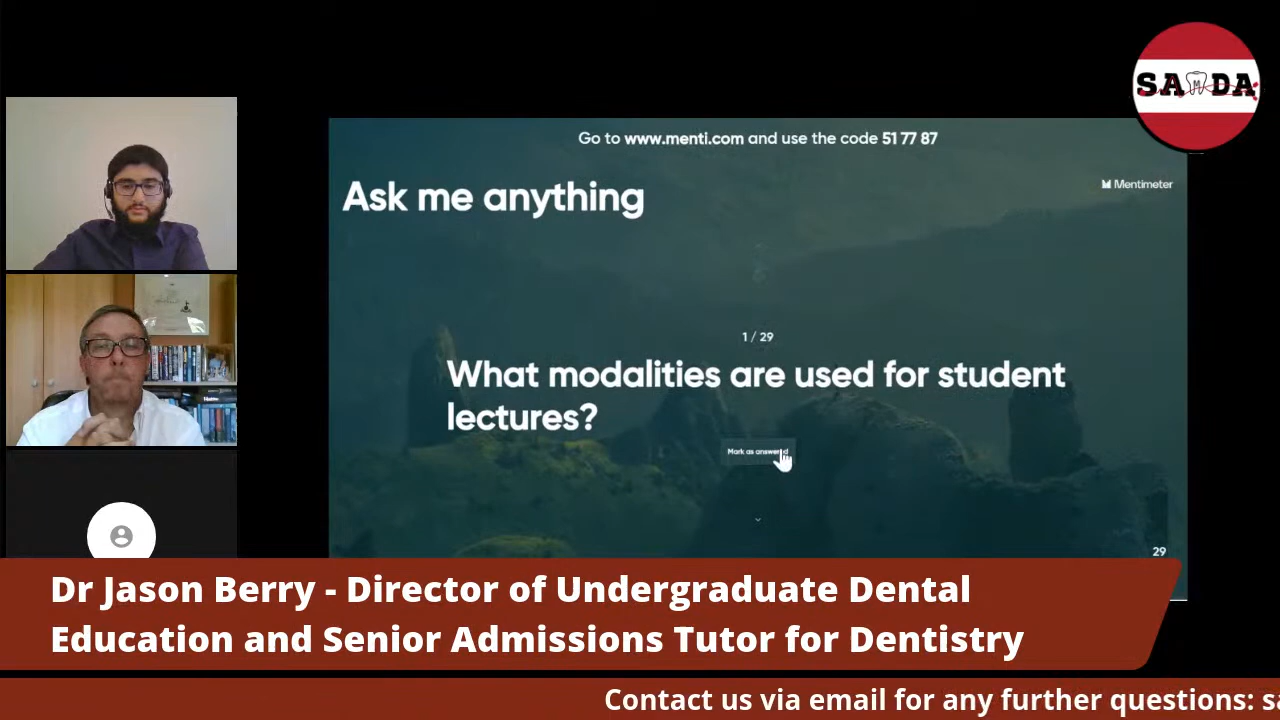 SAMDA
Go to www.menti.com and use the code 51 77 87
Mentimeter
Ask me anything
1 / 29
What modalities are used for student
lectures?
Mark as answered
29
Dr Jason Berry - Director of Undergraduate Dental
Education and Senior Admissions Tutor for Dentistry
Contact us via email for any further questions: